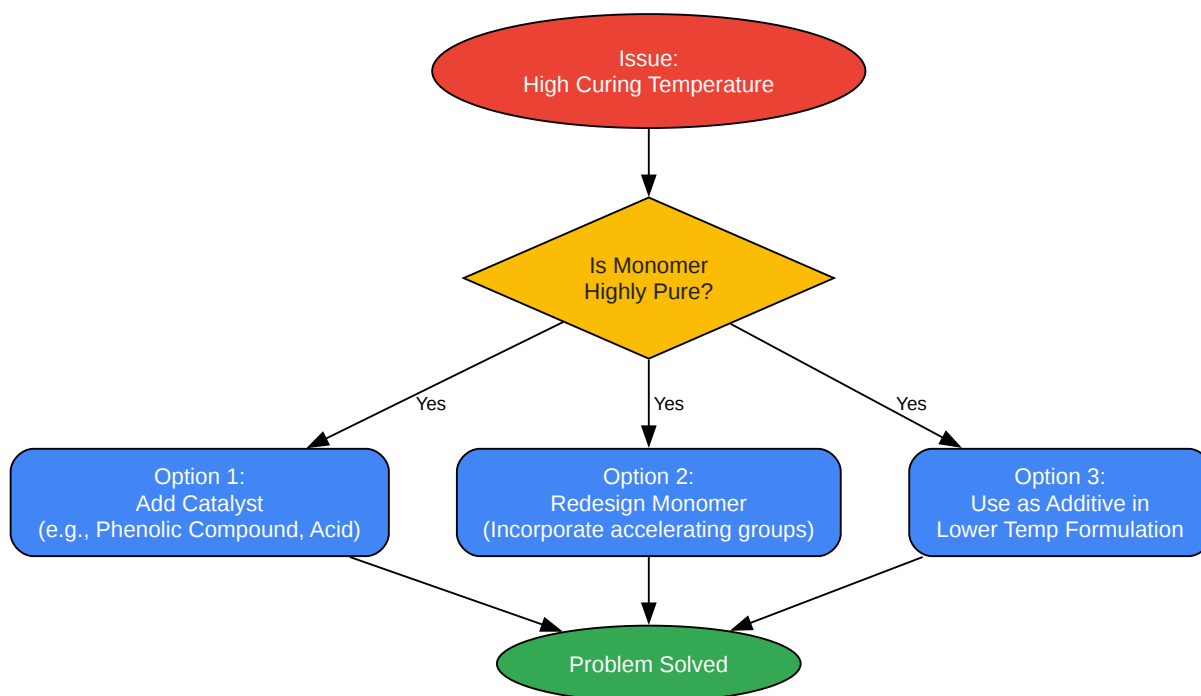 Issue:
High Curing Temperature
Is Monomer
Highly Pure?
Yes
Yes
Yes
Option 1:
Add Catalyst
(e.g., Phenolic Compound, Acid)
Option 2:
Redesign Monomer
(Incorporate accelerating groups)
Option 3:
Use as Additive in
Lower Temp Formulation
Problem Solved